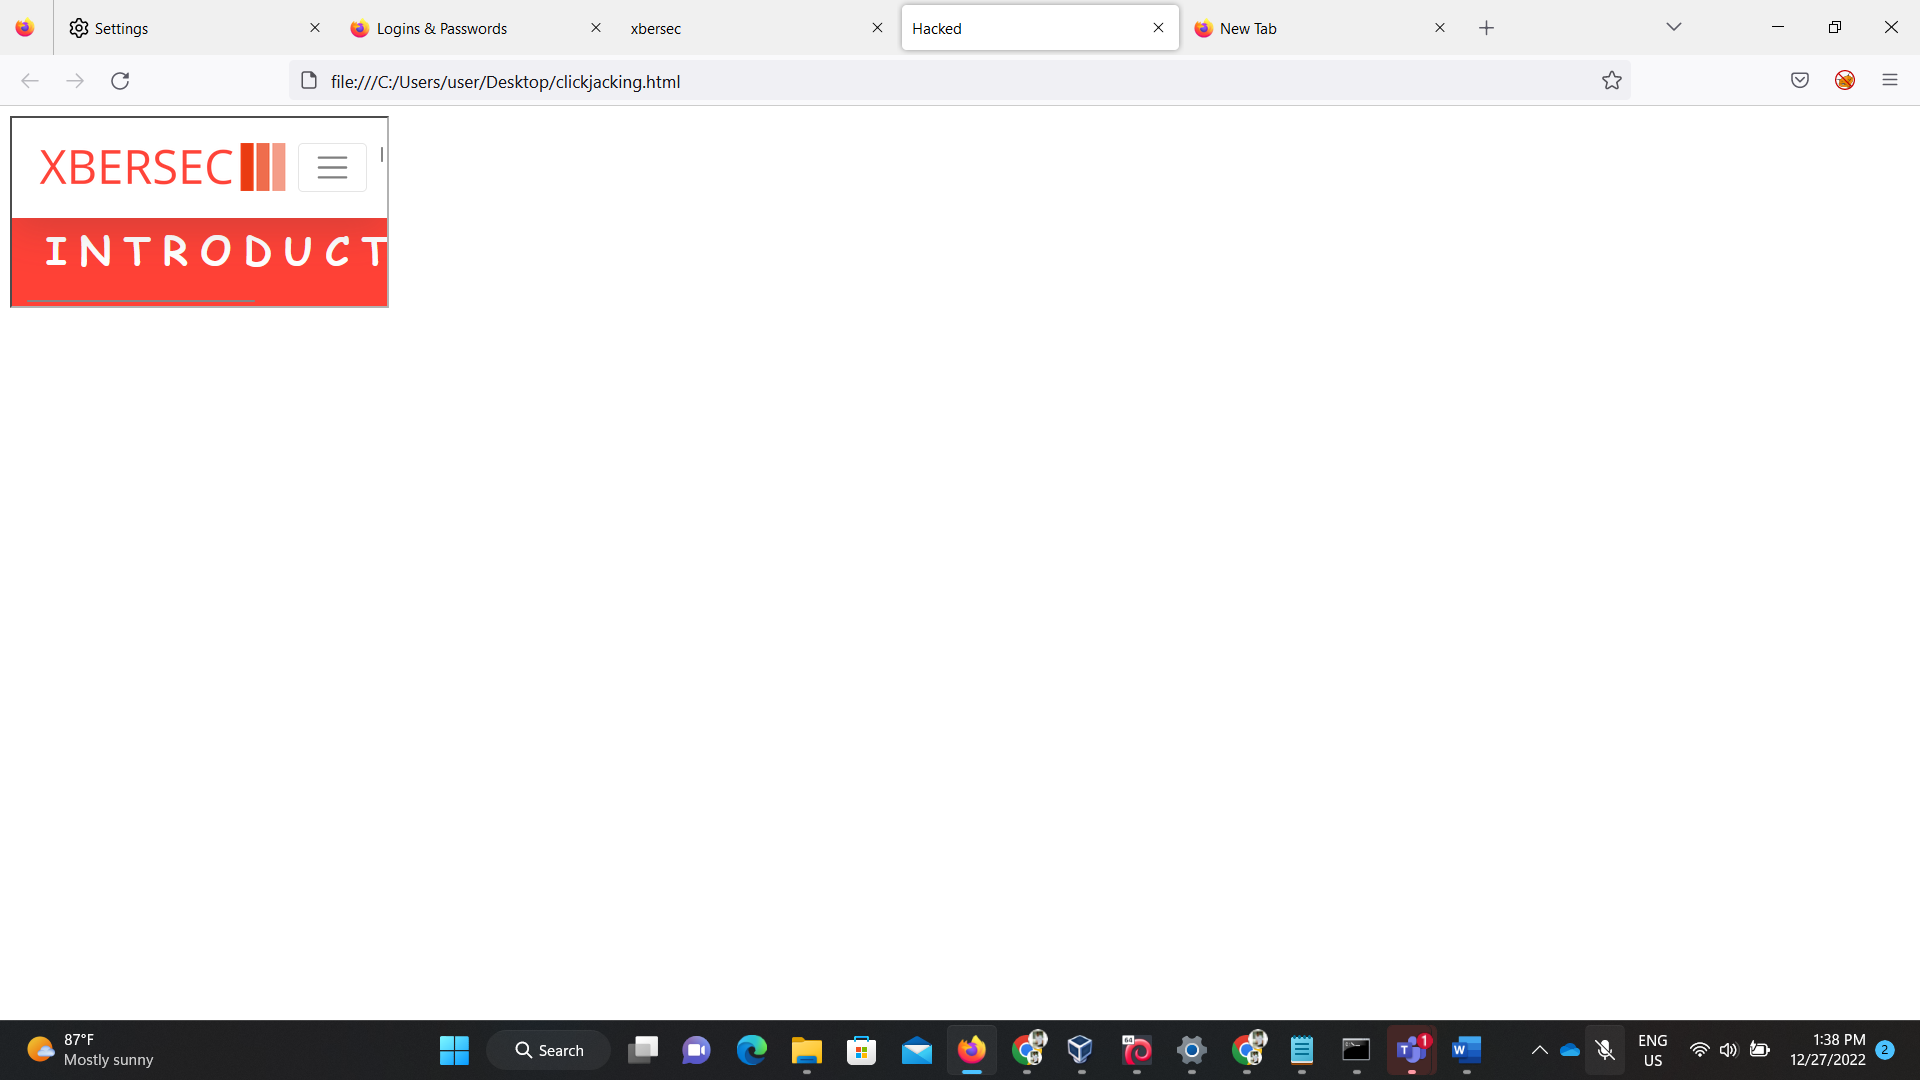 Settings
Logins & Passwords
xbersec
Hacked
New Tab
file:///C:/Users/user/Desktop/clickjacking.html
XBERSEC
INTRODUCT
87°F
Mostly sunny
Search
64
1
ENG
US
1:38 PM
12/27/2022
2